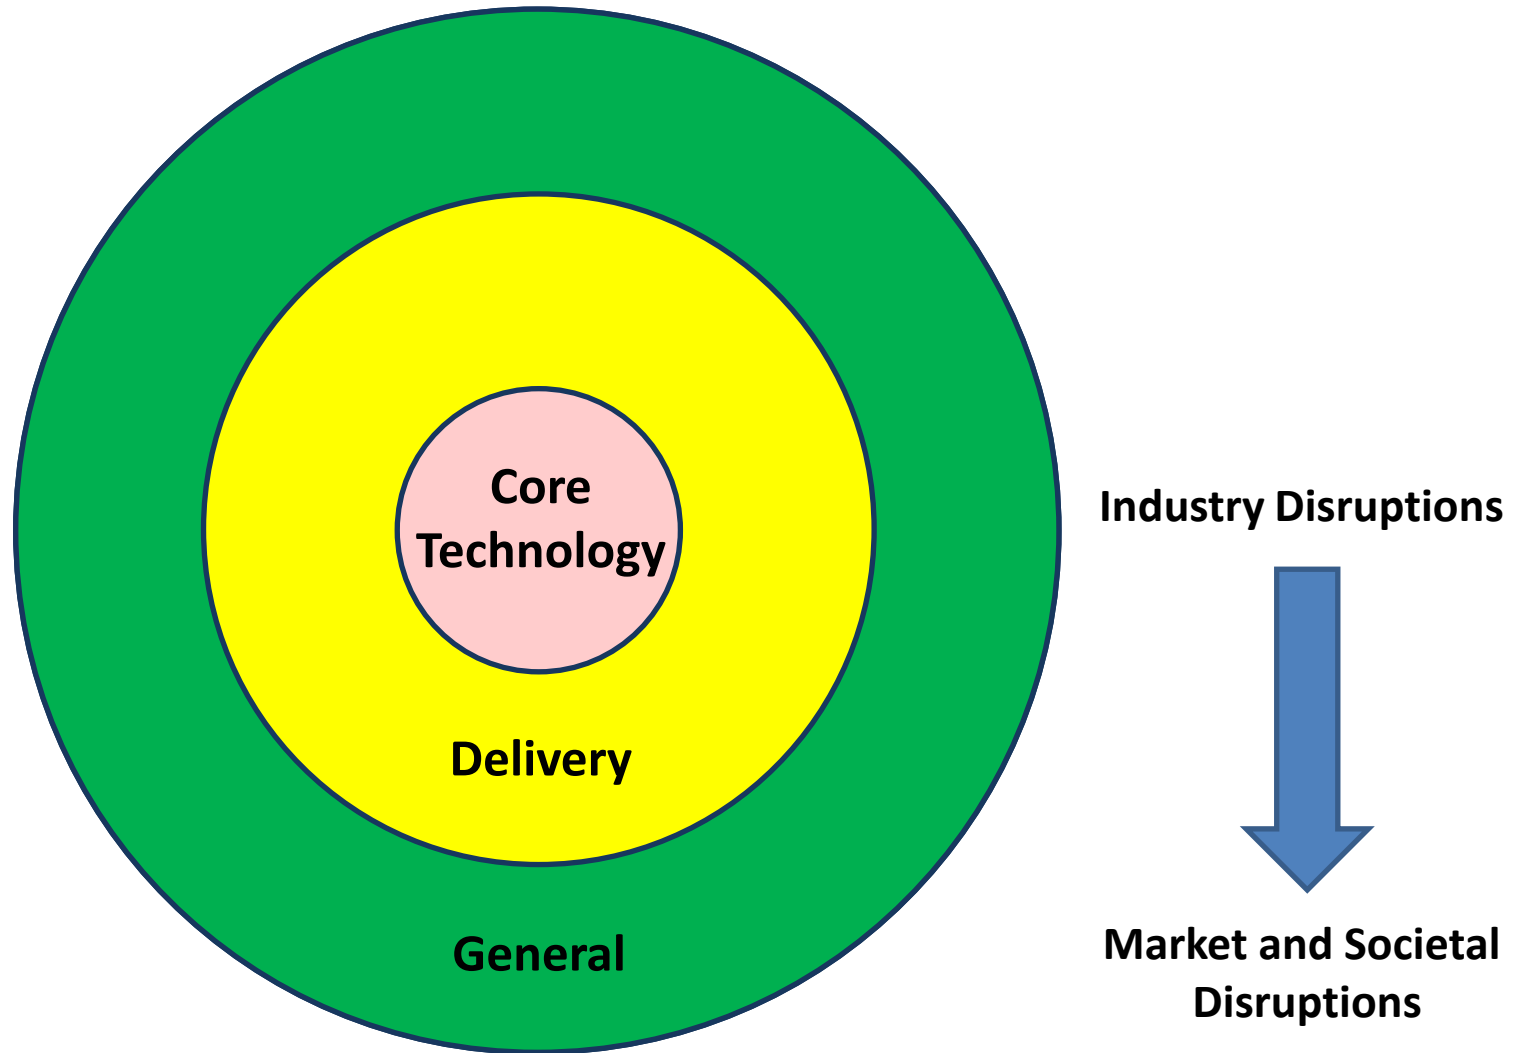 Core
Technology
Delivery
General
Industry Disruptions
Market and Societal
Disruptions